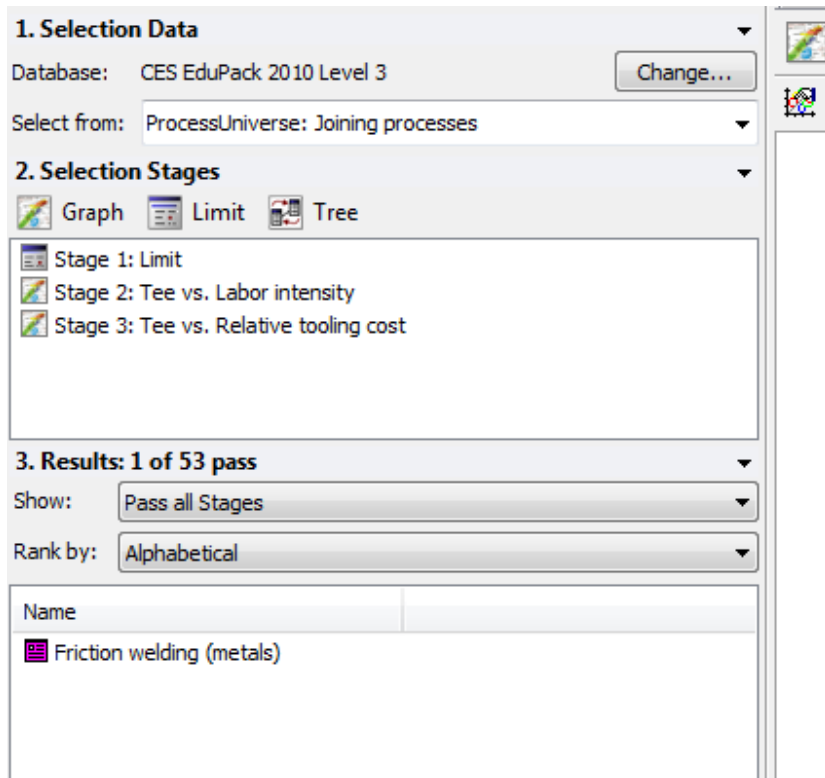 1. Selection Data
Database: CES EduPack 2010 Level 3 Change...
Select from: ProcessUniverse: Joining processes
2. Selection Stages
Graph Limit Tree
Stage 1: Limit
Stage 2: Tee vs. Labor intensity
Stage 3: Tee vs. Relative tooling cost
3. Results: 1 of 53 pass
Show: Pass all Stages
Rank by: Alphabetical
Name
Friction welding (metals)